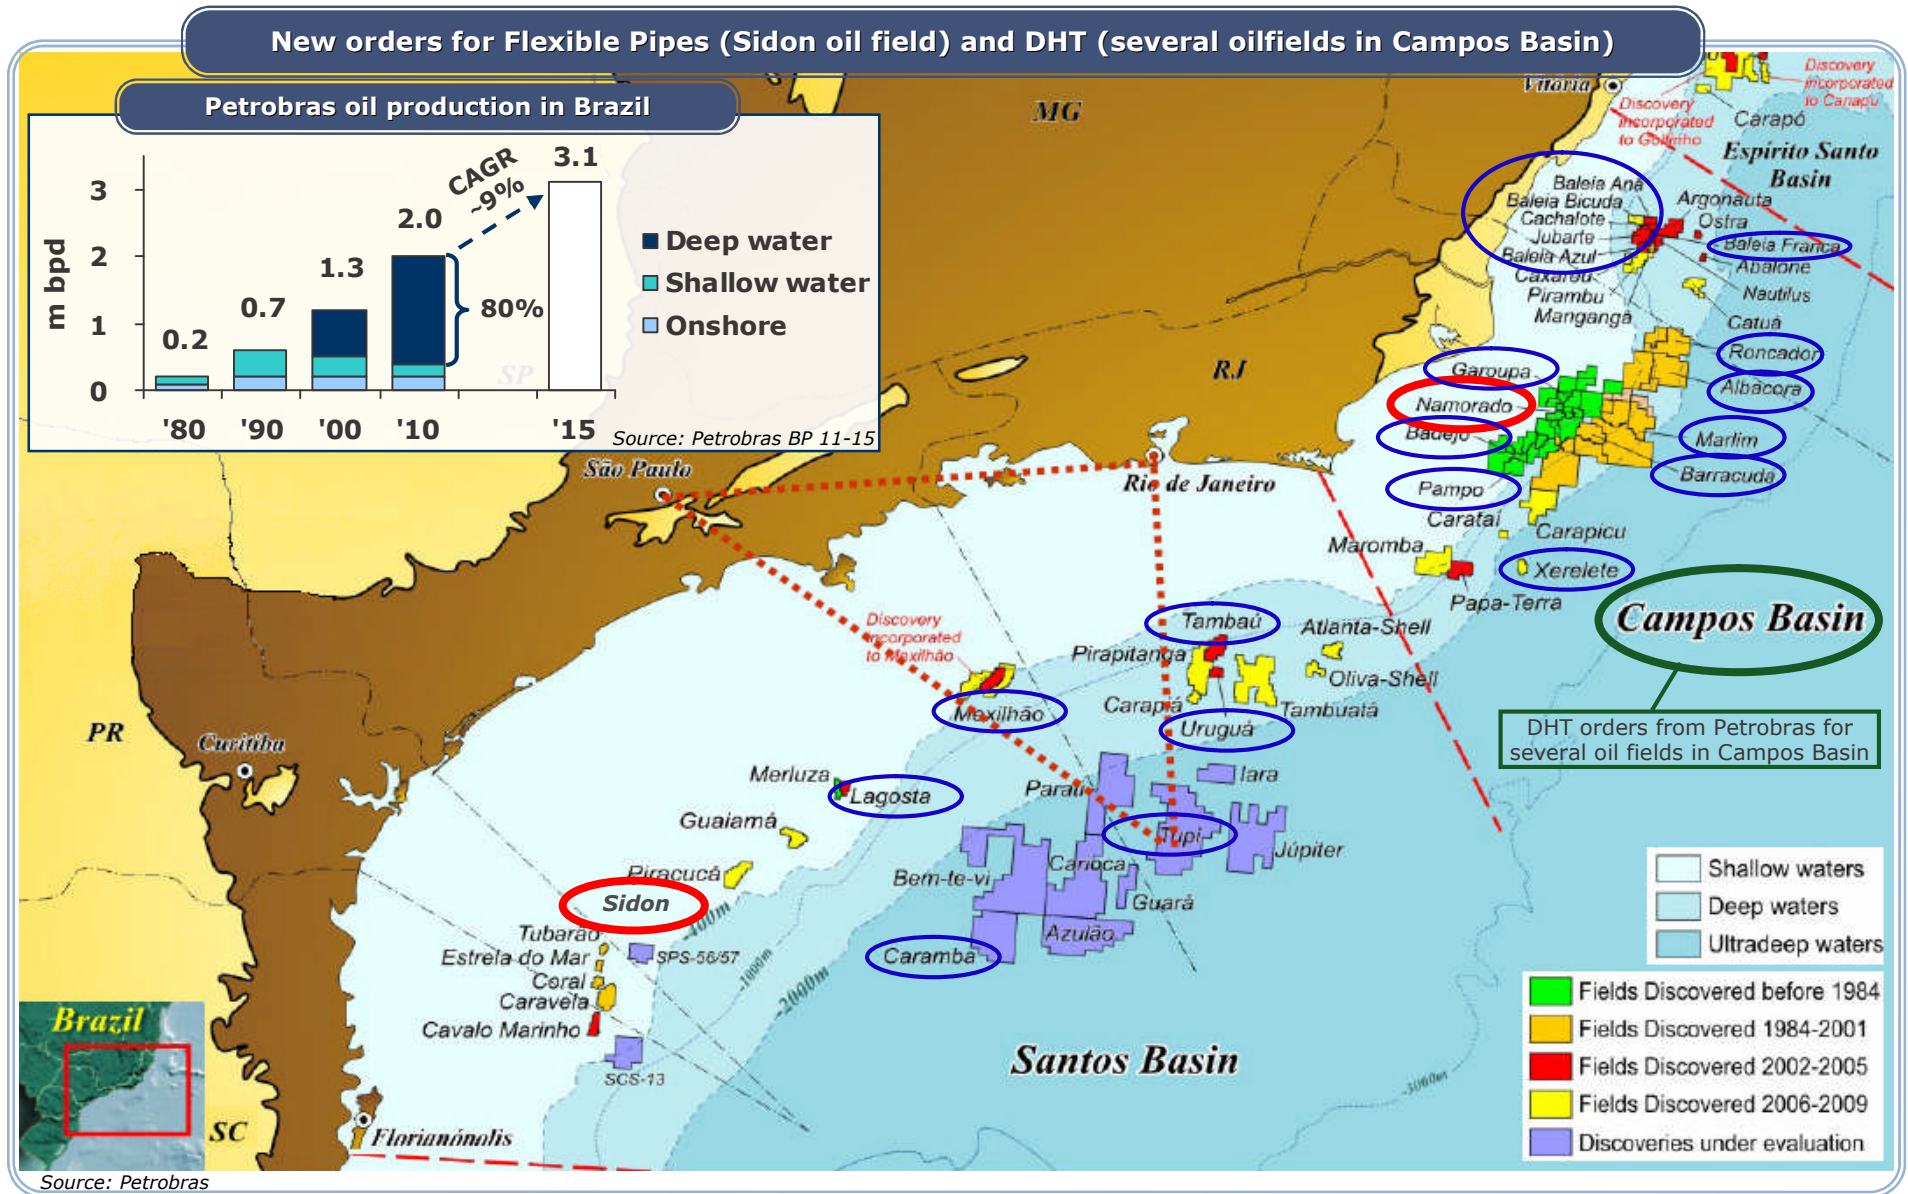 New orders for Flexible Pipes (Sidon oil field) and DHT (several oilfields in Campos Basin)
Petrobras oil production in Brazil
m bpd
3
2
1
0
0.2
0.7
1.3
2.0
3.1
CAGR
~9%
80%
'80
'90
'00
'10
'15
Deep water
Shallow water
Onshore
SP
Source: Petrobras BP 11-15
MG
RJ
PR
SC
Vitória
São Paulo
Rio de Janeiro
Curitiba
Discovery
incorporated
to Canapu
Discovery
incorporated
to Golfinho
Carapó
Espírito Santo
Basin
Baleia Anã
Baleia Bicuda
Cachalote
Jubarte
Baleia Azul
Caxaréu
Pirambu
Mangangá
Argonauta
Ostra
Baleia Franca
Abalone
Nautilus
Catuá
Roncador
Albacora
Marlim
Barracuda
Garoupa
Namorado
Badejo
Pampo
Carataí
Carapicu
Maromba
Xerelete
Papa-Terra
Campos Basin
DHT orders from Petrobras for
several oil fields in Campos Basin
Tambaú
Atlanta-Shell
Pirapitanga
Oliva-Shell
Carapiá
Tambuatá
Uruguá
Discovery
incorporated
to Mexilhão
Mexilhão
Merluza
Lagosta
Guaiamá
Piracucá
Sidon
Parati
Iara
Tupi
Júpiter
Carioca
Bem-te-vi
Guará
Azulão
Caramba
Tubarão
Estrela do Mar
Coral
Caravela
Cavalo Marinho
SPS-56/57
SCS-13
-400m
-1000m
-2000m
-3000m
Santos Basin
Shallow waters
Deep waters
Ultradeep waters
Fields Discovered before 1984
Fields Discovered 1984-2001
Fields Discovered 2002-2005
Fields Discovered 2006-2009
Discoveries under evaluation
Brazil
Florianópolis
Source: Petrobras